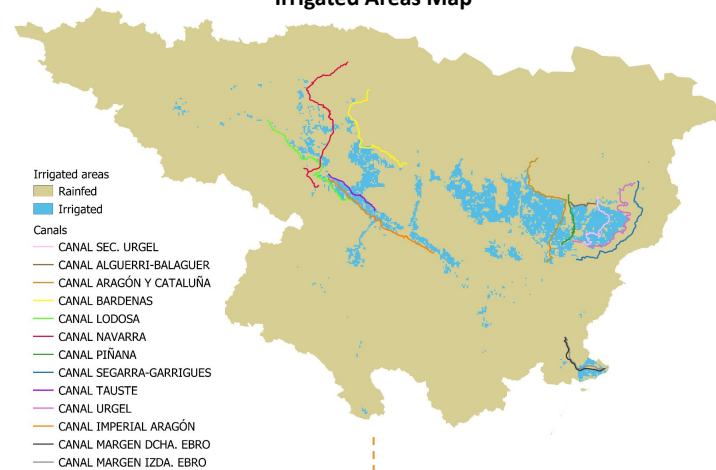 Irrigated Areas Map
Irrigated areas
Rainfed
Irrigated
Canals
CANAL SEC. URGEL
CANAL ALGUERRI-BALAGUER
CANAL ARAGÓN Y CATALUÑA
CANAL BARDENAS
CANAL LODOSA
CANAL NAVARRA
CANAL PIÑANA
CANAL SEGARRA-GARRIGUES
CANAL TAUSTE
CANAL URGEL
CANAL IMPERIAL ARAGÓN
CANAL MARGEN DCHA. EBRO
CANAL MARGEN IZDA. EBRO